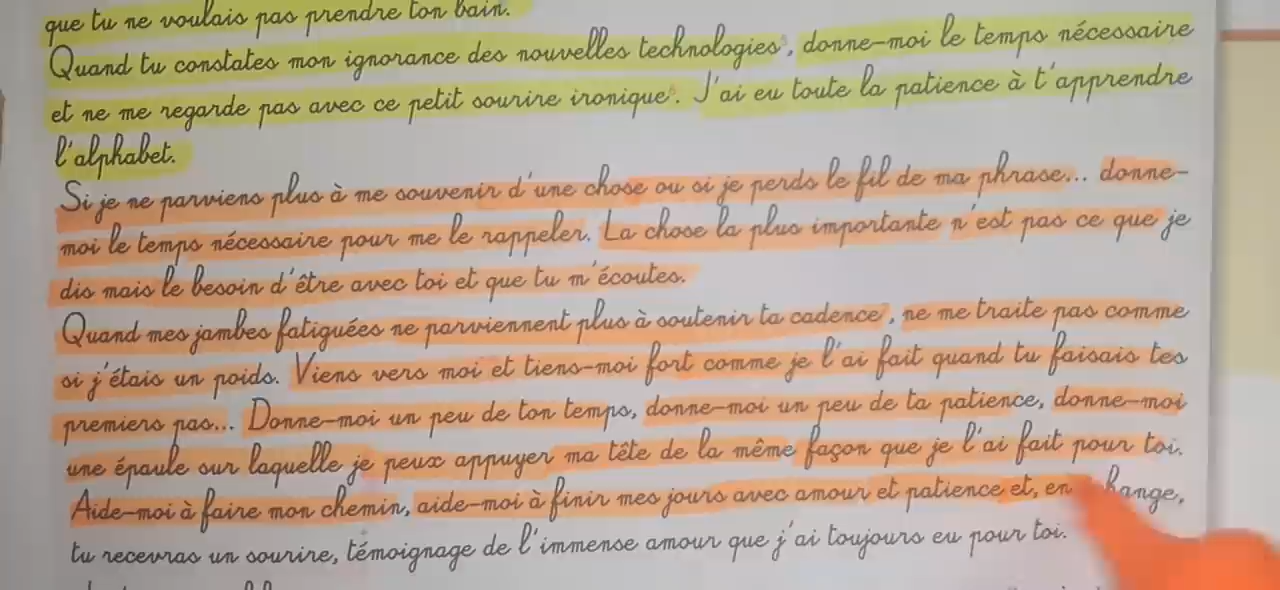 que tu ne voulais pas prendre ton bain.
Quand tu constates mon ignorance des nouvelles technologies, donne-moi le temps nécessaire
et ne me regarde pas avec ce petit sourire ironique. J'ai eu toute la patience à t'apprendre
l'alphabet.
Si je ne parviens plus à me souvenir d'une chose ou si je perds le fil de ma phrase... donne-
moi le temps nécessaire pour me le rappeler. La chose la plus importante n'est pas ce que je
dis mais le besoin d'être avec toi et que tu m'écoutes.
Quand mes jambes fatiguées ne parviennent plus à soutenir ta cadence, ne me traite pas comme
si j'étais un poids. Viens vers moi et tiens-moi fort comme je l'ai fait quand tu faisais tes
premiers pas... Donne-moi un peu de ton temps, donne-moi un peu de ta patience, donne-moi
une épaule sur laquelle je peux appuyer ma tête de la même façon que je l'ai fait pour toi.
Aide-moi à faire mon chemin, aide-moi à finir mes jours avec amour et patience et, en hange,
tu recevras un sourire, témoignage de l'immense amour que j'ai toujours eu pour toi.